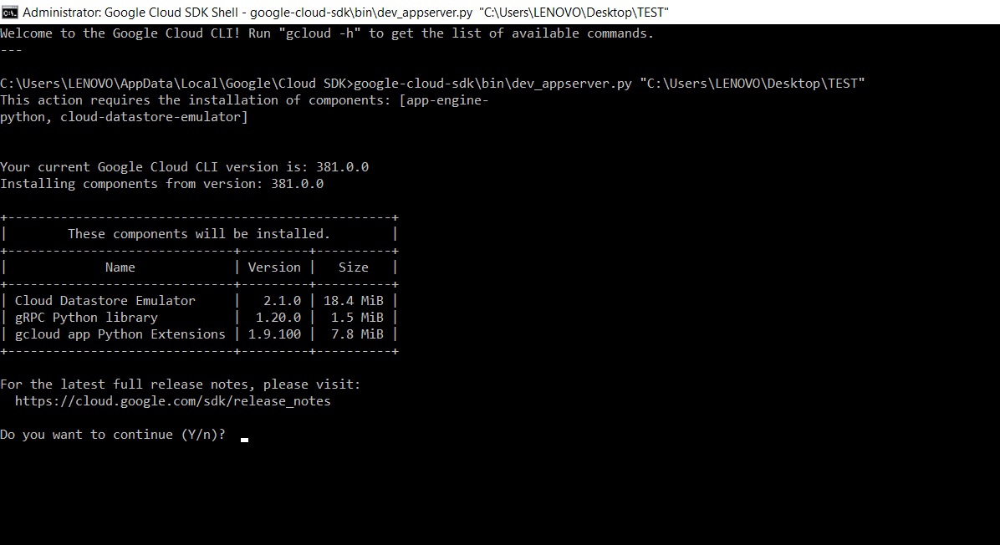 Administrator: Google Cloud SDK Shell - google-cloud-sdk\bin\dev_appserver.py "C:\Users\LENOVO\Desktop\TEST"
Welcome to the Google Cloud CLI! Run "gcloud -h" to get the list of available commands.
---
C:\Users\LENOVO\AppData\Local\Google\Cloud SDK>google-cloud-sdk\bin\dev_appserver.py "C:\Users\LENOVO\Desktop\TEST"
This action requires the installation of components: [app-engine-
python, cloud-datastore-emulator]
Your current Google Cloud CLI version is: 381.0.0
Installing components from version: 381.0.0
+--------------------------------------------------+
|        These components will be installed.       |
+------------------------------+---------+----------+
|             Name             | Version |   Size   |
+------------------------------+---------+----------+
| Cloud Datastore Emulator     |   2.1.0 | 18.4 MiB |
| gRPC Python library          |  1.20.0 |  1.5 MiB |
| gcloud app Python Extensions | 1.9.100 |  7.8 MiB |
+------------------------------+---------+----------+
For the latest full release notes, please visit:
  https://cloud.google.com/sdk/release_notes
Do you want to continue (Y/n)?